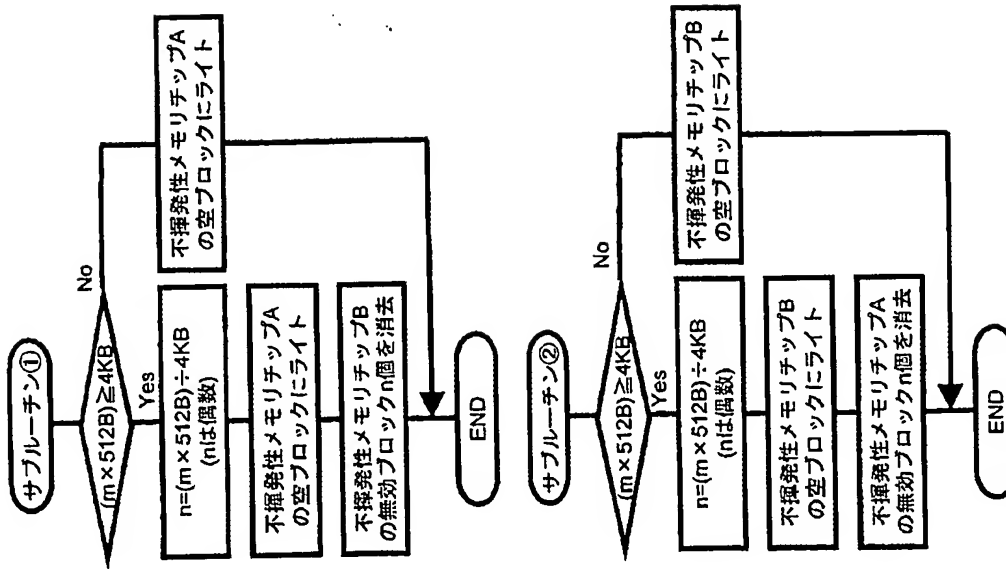 サブルーチン①
(m×512B)≧4KB
No
Yes
n=(m×512B)÷4KB
(nは偶数)
不揮発性メモリチップA
の空ブロックにライト
不揮発性メモリチップA
の空ブロックにライト
不揮発性メモリチップB
の無効ブロックn個を消去
END
サブルーチン②
(m×512B)≧4KB
No
Yes
n=(m×512B)÷4KB
(nは偶数)
不揮発性メモリチップB
の空ブロックにライト
不揮発性メモリチップB
の空ブロックにライト
不揮発性メモリチップA
の無効ブロックn個を消去
END